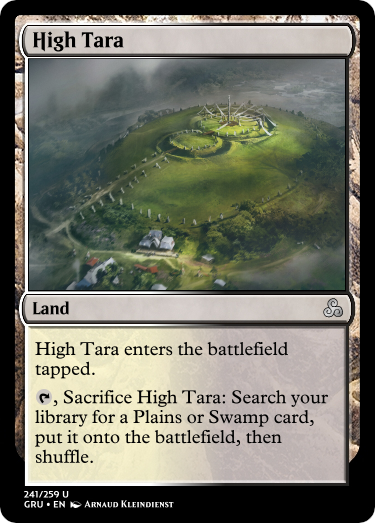 High Tara
Land
High Tara enters the battlefield
tapped.
, Sacrifice High Tara: Search your
library for a Plains or Swamp card,
put it onto the battlefield, then
shuffle.
241/259 U
GRU • EN Arnaud Kleindienst